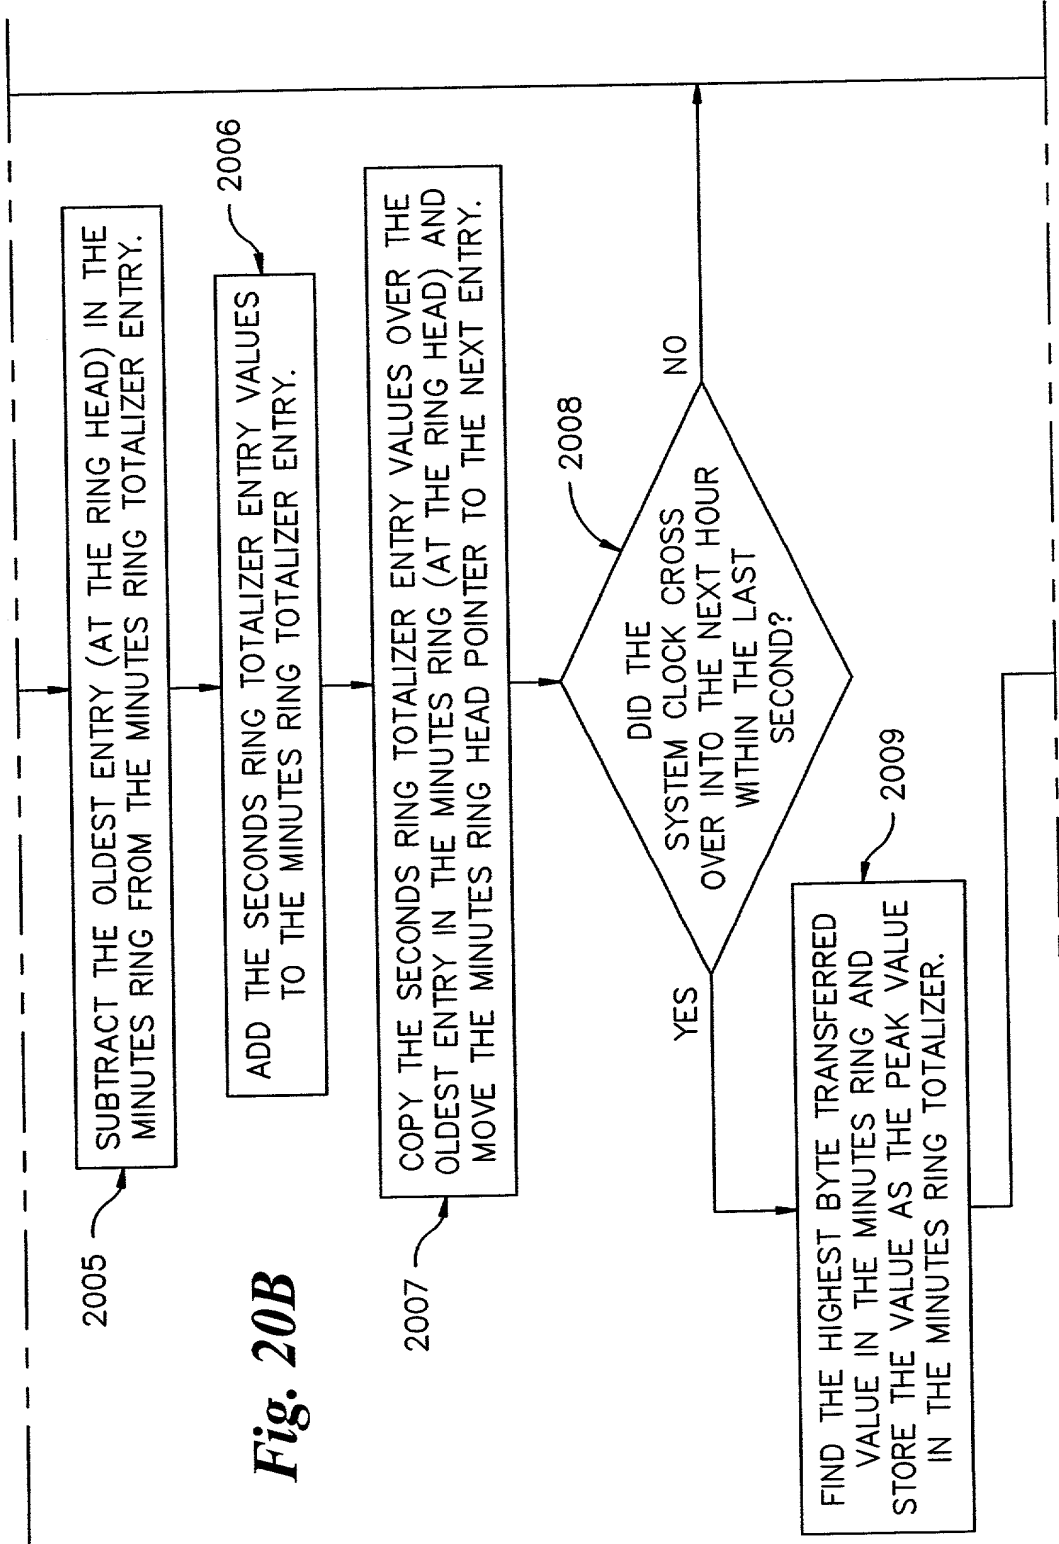 SUBTRACT THE OLDEST ENTRY (AT THE RING HEAD) IN THE
MINUTES RING FROM THE MINUTES RING TOTALIZER ENTRY.
2005
ADD THE SECONDS RING TOTALIZER ENTRY VALUES
TO THE MINUTES RING TOTALIZER ENTRY.
2006
COPY THE SECONDS RING TOTALIZER ENTRY VALUES OVER THE
OLDEST ENTRY IN THE MINUTES RING (AT THE RING HEAD) AND
MOVE THE MINUTES RING HEAD POINTER TO THE NEXT ENTRY.
2007
DID THE
SYSTEM CLOCK CROSS
OVER INTO THE NEXT HOUR
WITHIN THE LAST
SECOND?
2008
NO
YES
FIND THE HIGHEST BYTE TRANSFERRED
VALUE IN THE MINUTES RING AND
STORE THE VALUE AS THE PEAK VALUE
IN THE MINUTES RING TOTALIZER.
2009
Fig. 20B